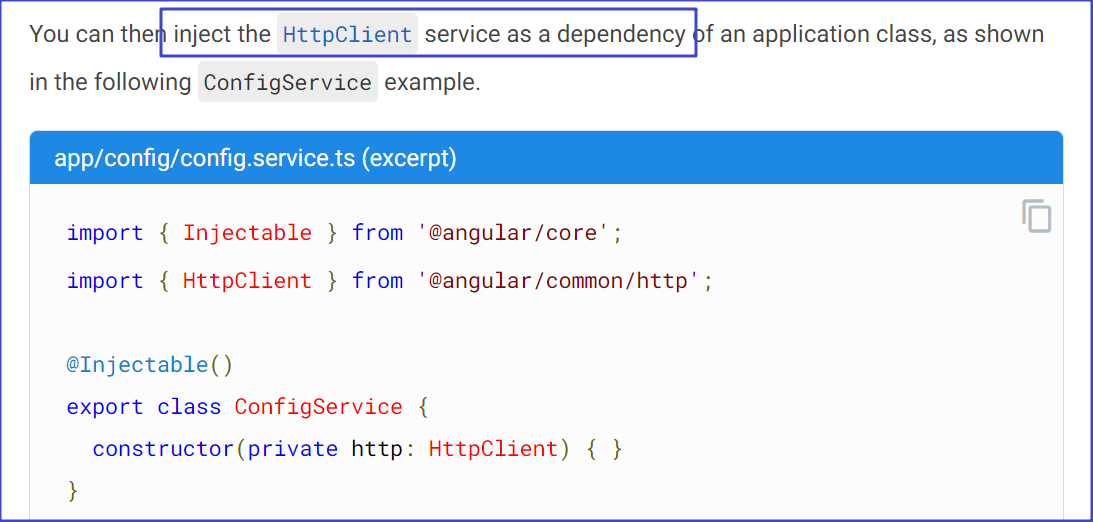 You can then inject the HttpClient service as a dependency of an application class, as shown
in the following ConfigService example.
app/config/config.service.ts (excerpt)
import { Injectable } from '@angular/core';
import { HttpClient } from '@angular/common/http';
@Injectable()
export class ConfigService {
constructor(private http: HttpClient) { }
}